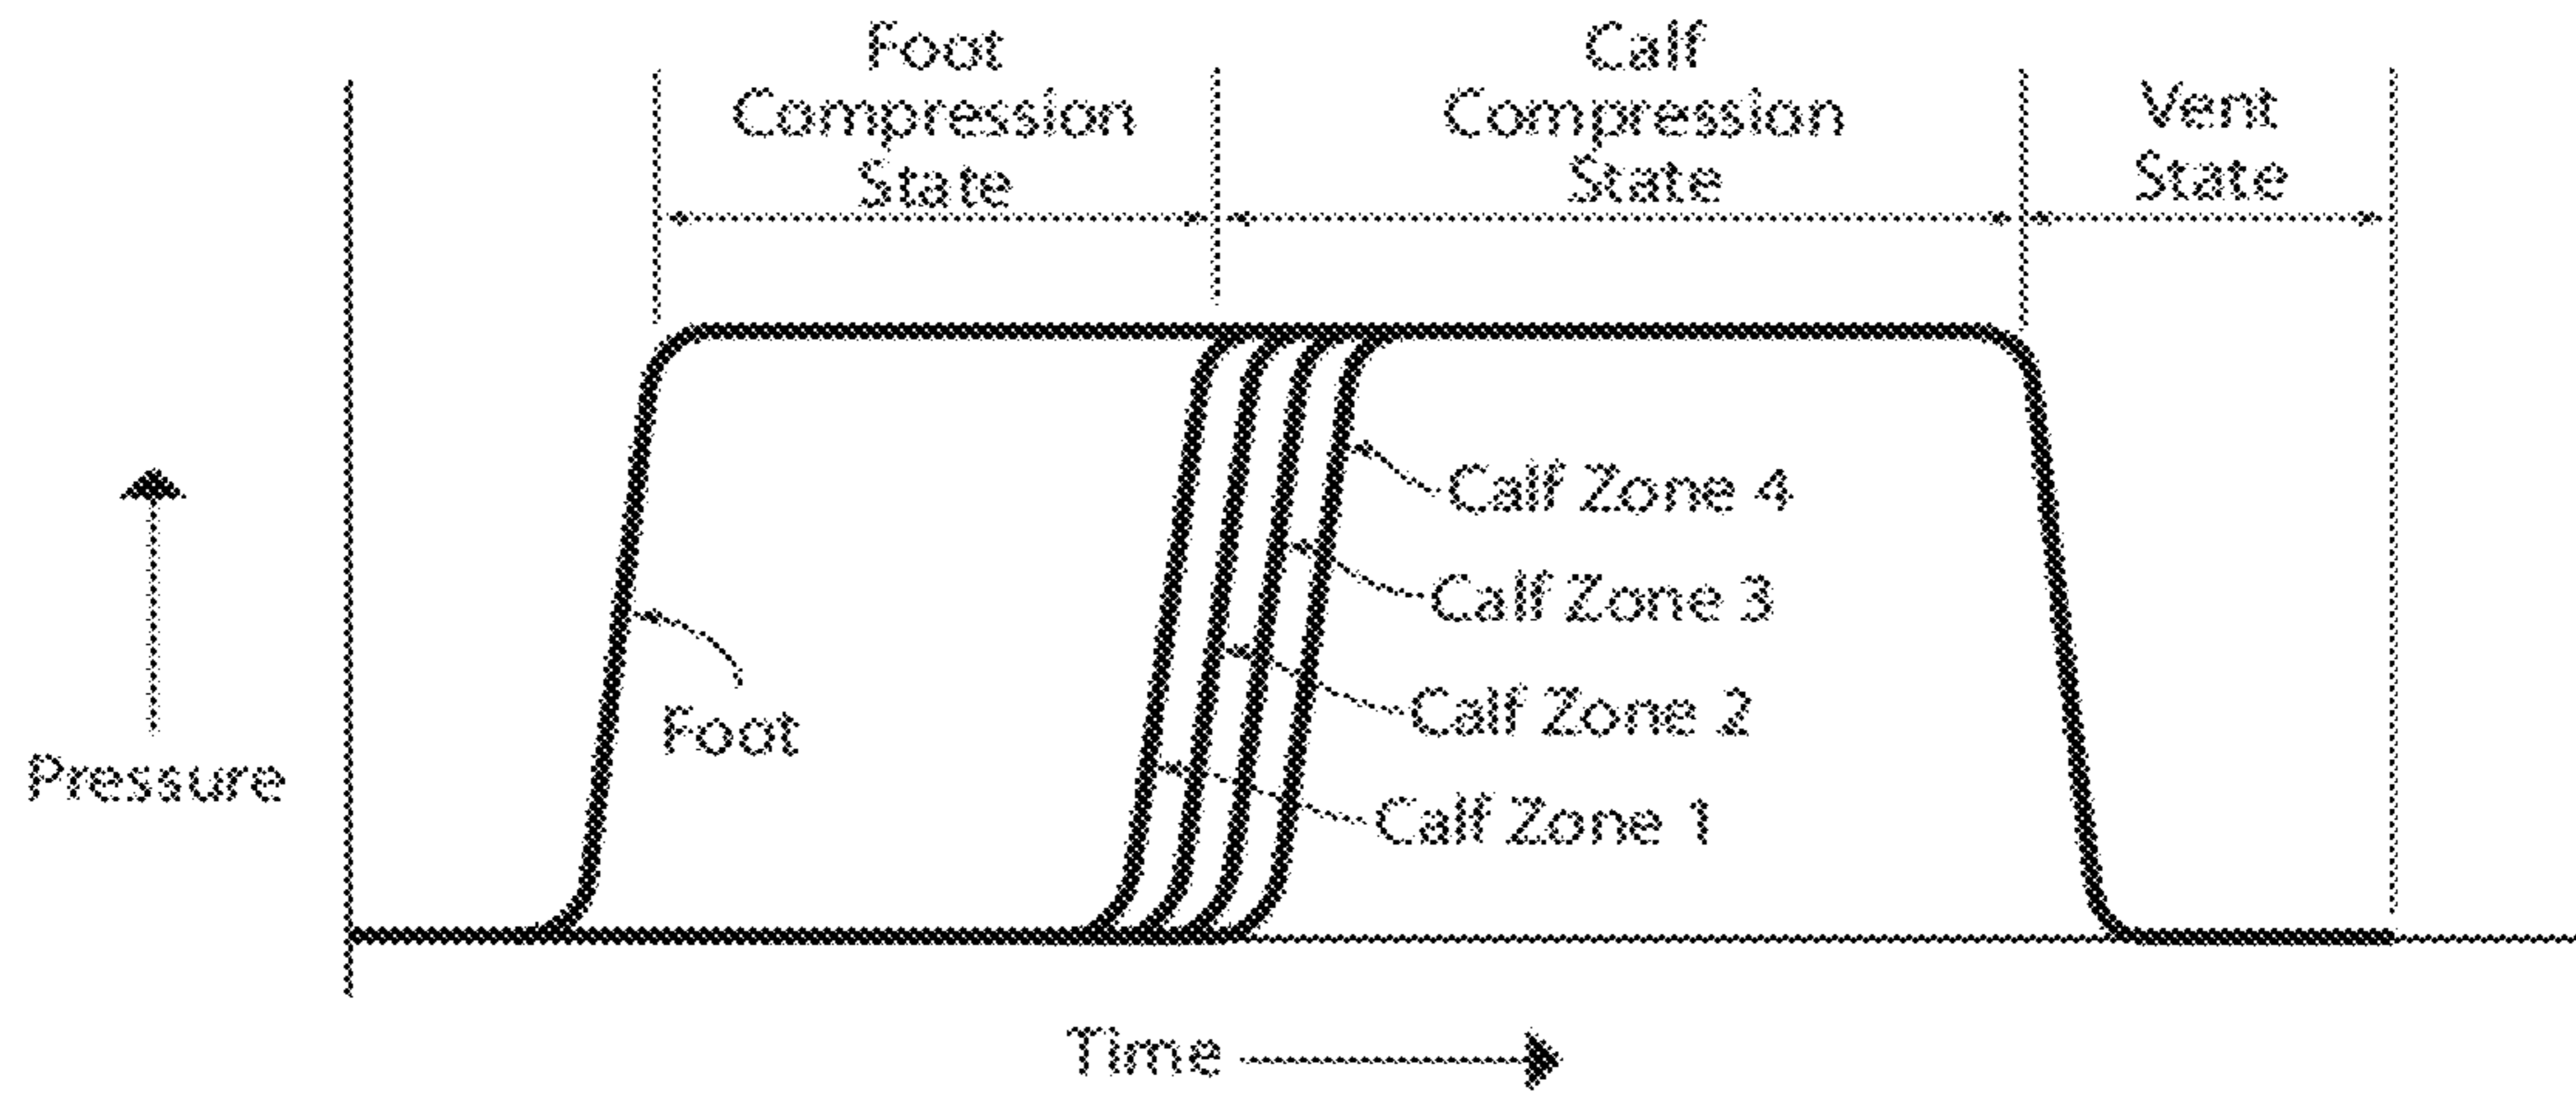 Foot
Compression
State
Calf
Compression
State
Vent
State
Calf Zone 4
Calf Zone 3
Calf Zone 2
Calf Zone 1
Foot
Pressure
Time